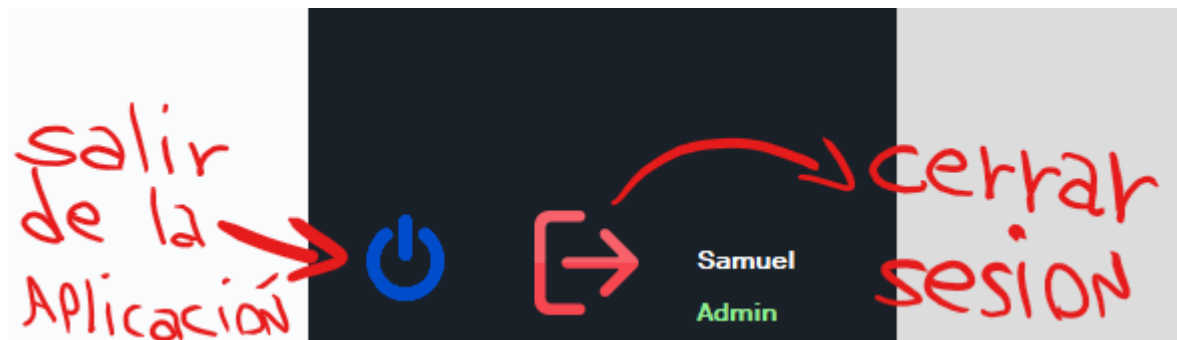 salir
de la
Aplicación
Samuel
Admin
cerrar
sesion